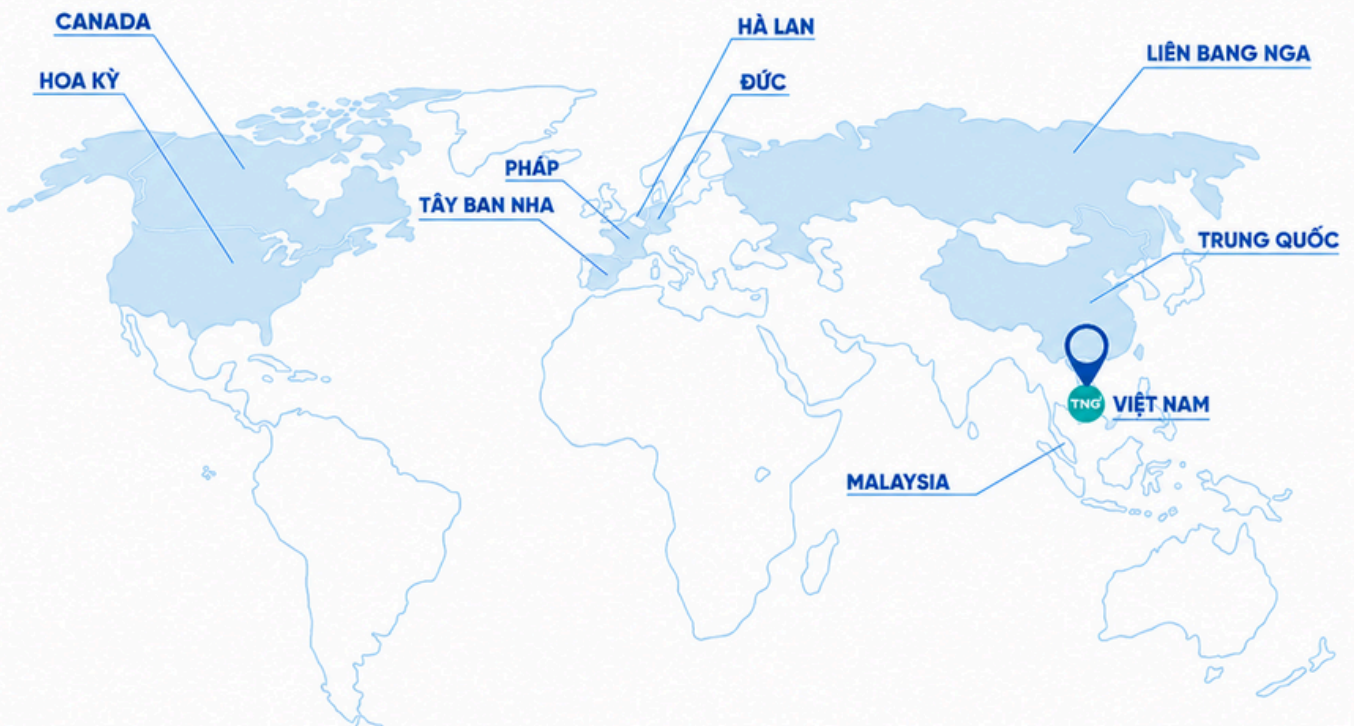 CANADA
HÀ LAN
LIÊN BANG NGA
HOA KỲ
ĐỨC
PHÁP
TÂY BAN NHA
TRUNG QUỐC
TNG
VIỆT NAM
MALAYSIA